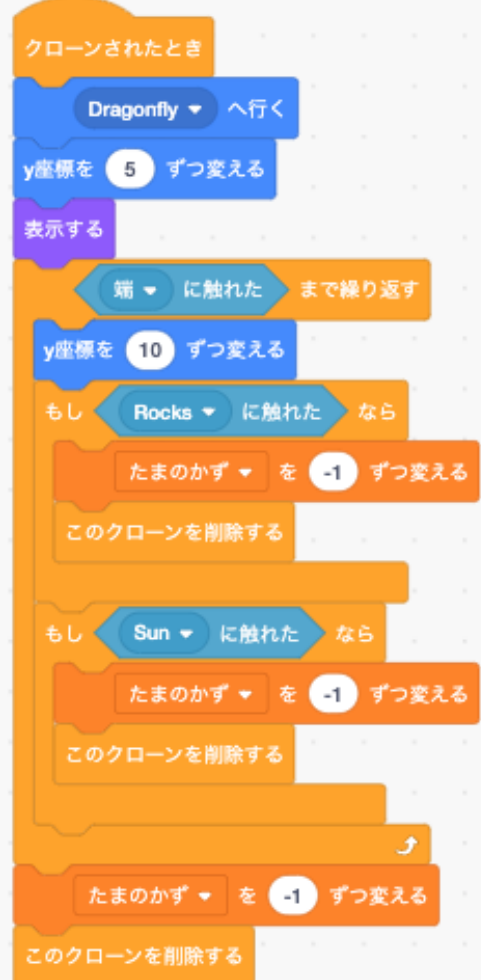 クローンされたとき
Dragonfly へ行く
y座標を 5 ずつ変える
表示する
端 に触れた まで繰り返す
y座標を 10 ずつ変える
もし Rocks に触れた なら
たまのかず を -1 ずつ変える
このクローンを削除する
もし Sun に触れた なら
たまのかず を -1 ずつ変える
このクローンを削除する
たまのかず を -1 ずつ変える
このクローンを削除する